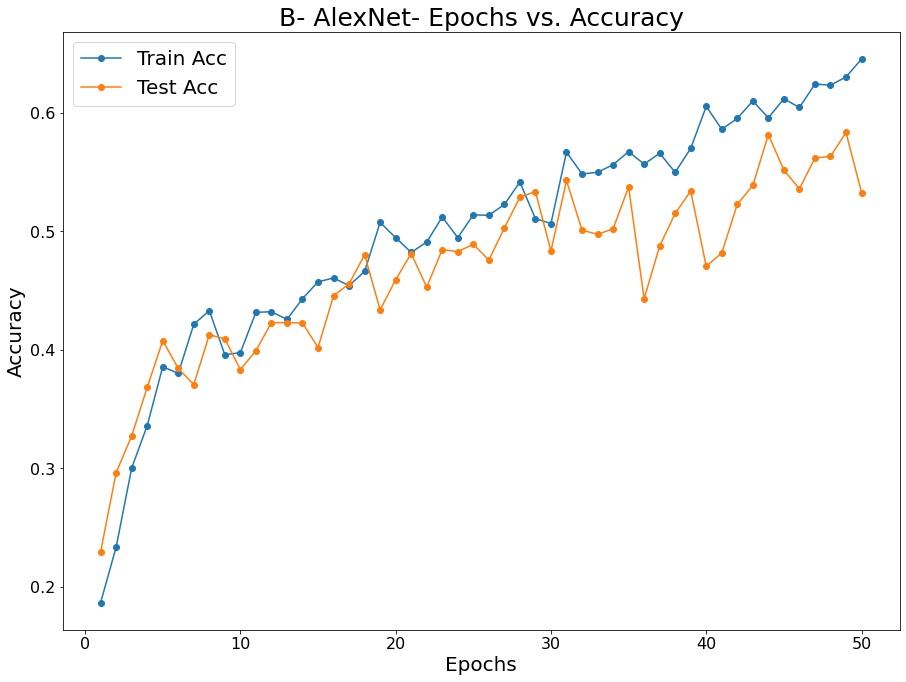 B- AlexNet- Epochs vs. Accuracy
Train Acc
Test Acc
Accuracy
0.6
0.5
0.4
0.3
0.2
0 10 20 30 40 50
Epochs